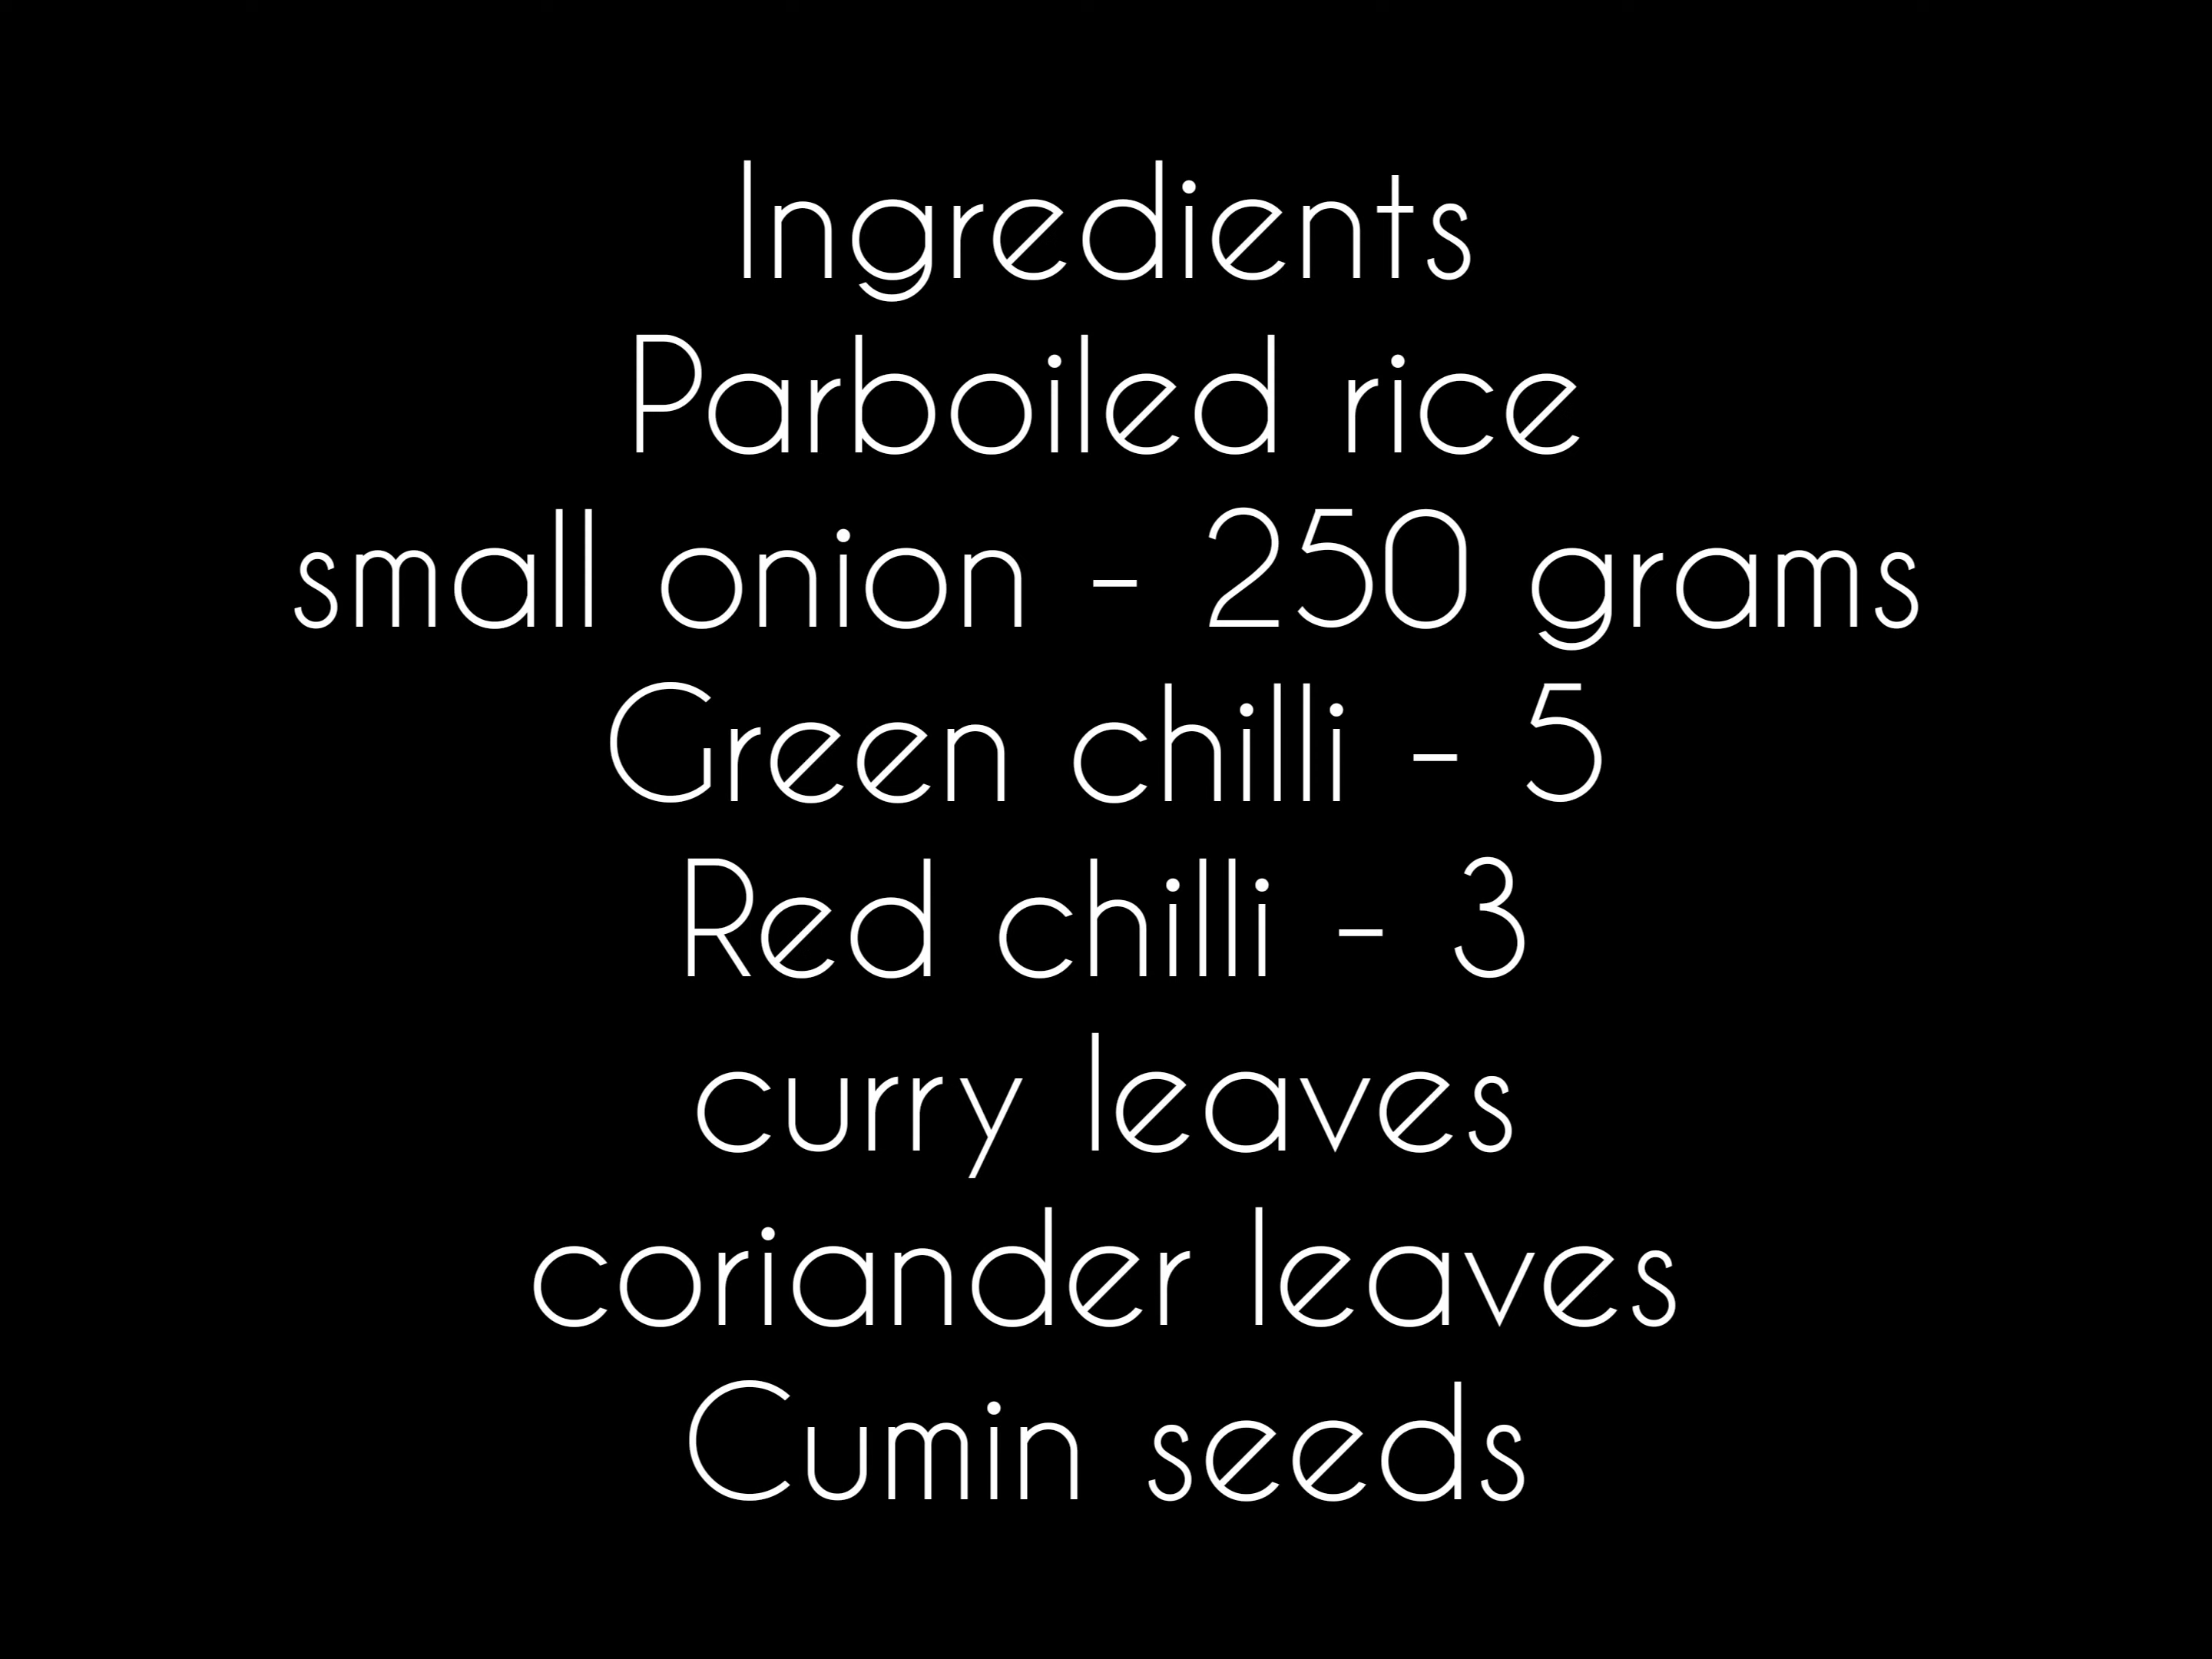 Ingredients
Parboiled rice
small onion - 250 grams
Green chilli - 5
Red chilli - 3
curry leaves
coriander leaves
Cumin seeds